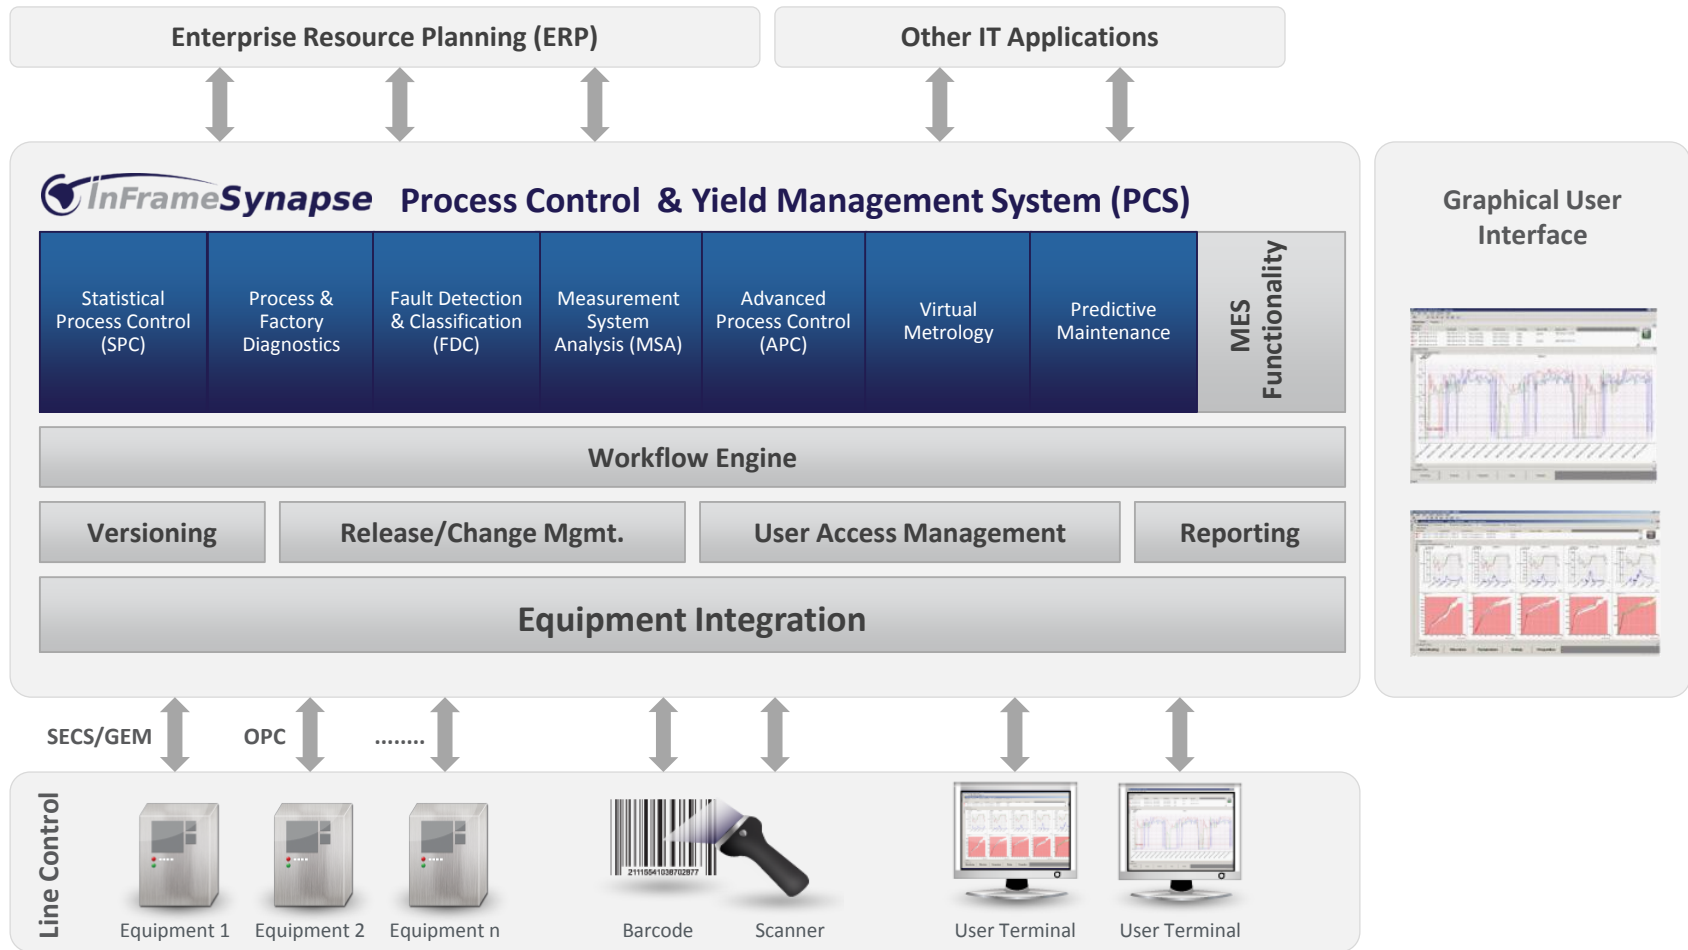 Enterprise Resource Planning (ERP)
Other IT Applications
InFrame Synapse
Process Control & Yield Management System (PCS)
Statistical
Process Control
(SPC)
Process &
Factory
Diagnostics
Fault Detection
& Classification
(FDC)
Measurement
System
Analysis (MSA)
Advanced
Process Control
(APC)
Virtual
Metrology
Predictive
Maintenance
MES
Functionality
Workflow Engine
Versioning
Release/Change Mgmt.
User Access Management
Reporting
Equipment Integration
Graphical User
Interface
SECS/GEM
OPC
........
Line Control
21115541038702877
Equipment 1
Equipment 2
Equipment n
Barcode
Scanner
User Terminal
User Terminal